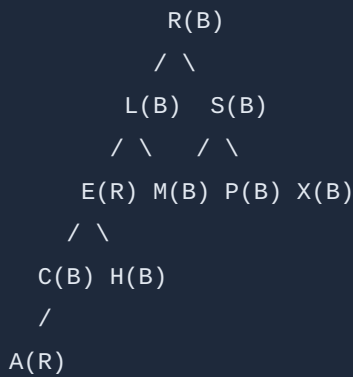 R(B)
/ \
L(B) S(B)
/ \ / \
E(R) M(B) P(B) X(B)
/ \
C(B) H(B)
/
A(R)